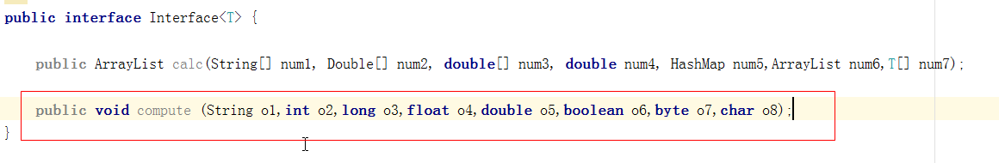 public interface Interface<T> {
public ArrayList calc(String[] num1, Double[] num2, double[] num3, double num4, HashMap num5,ArrayList num6,T[] num7);
public void compute (String o1,int o2,long o3,float o4,double o5,boolean o6,byte o7,char o8);
}